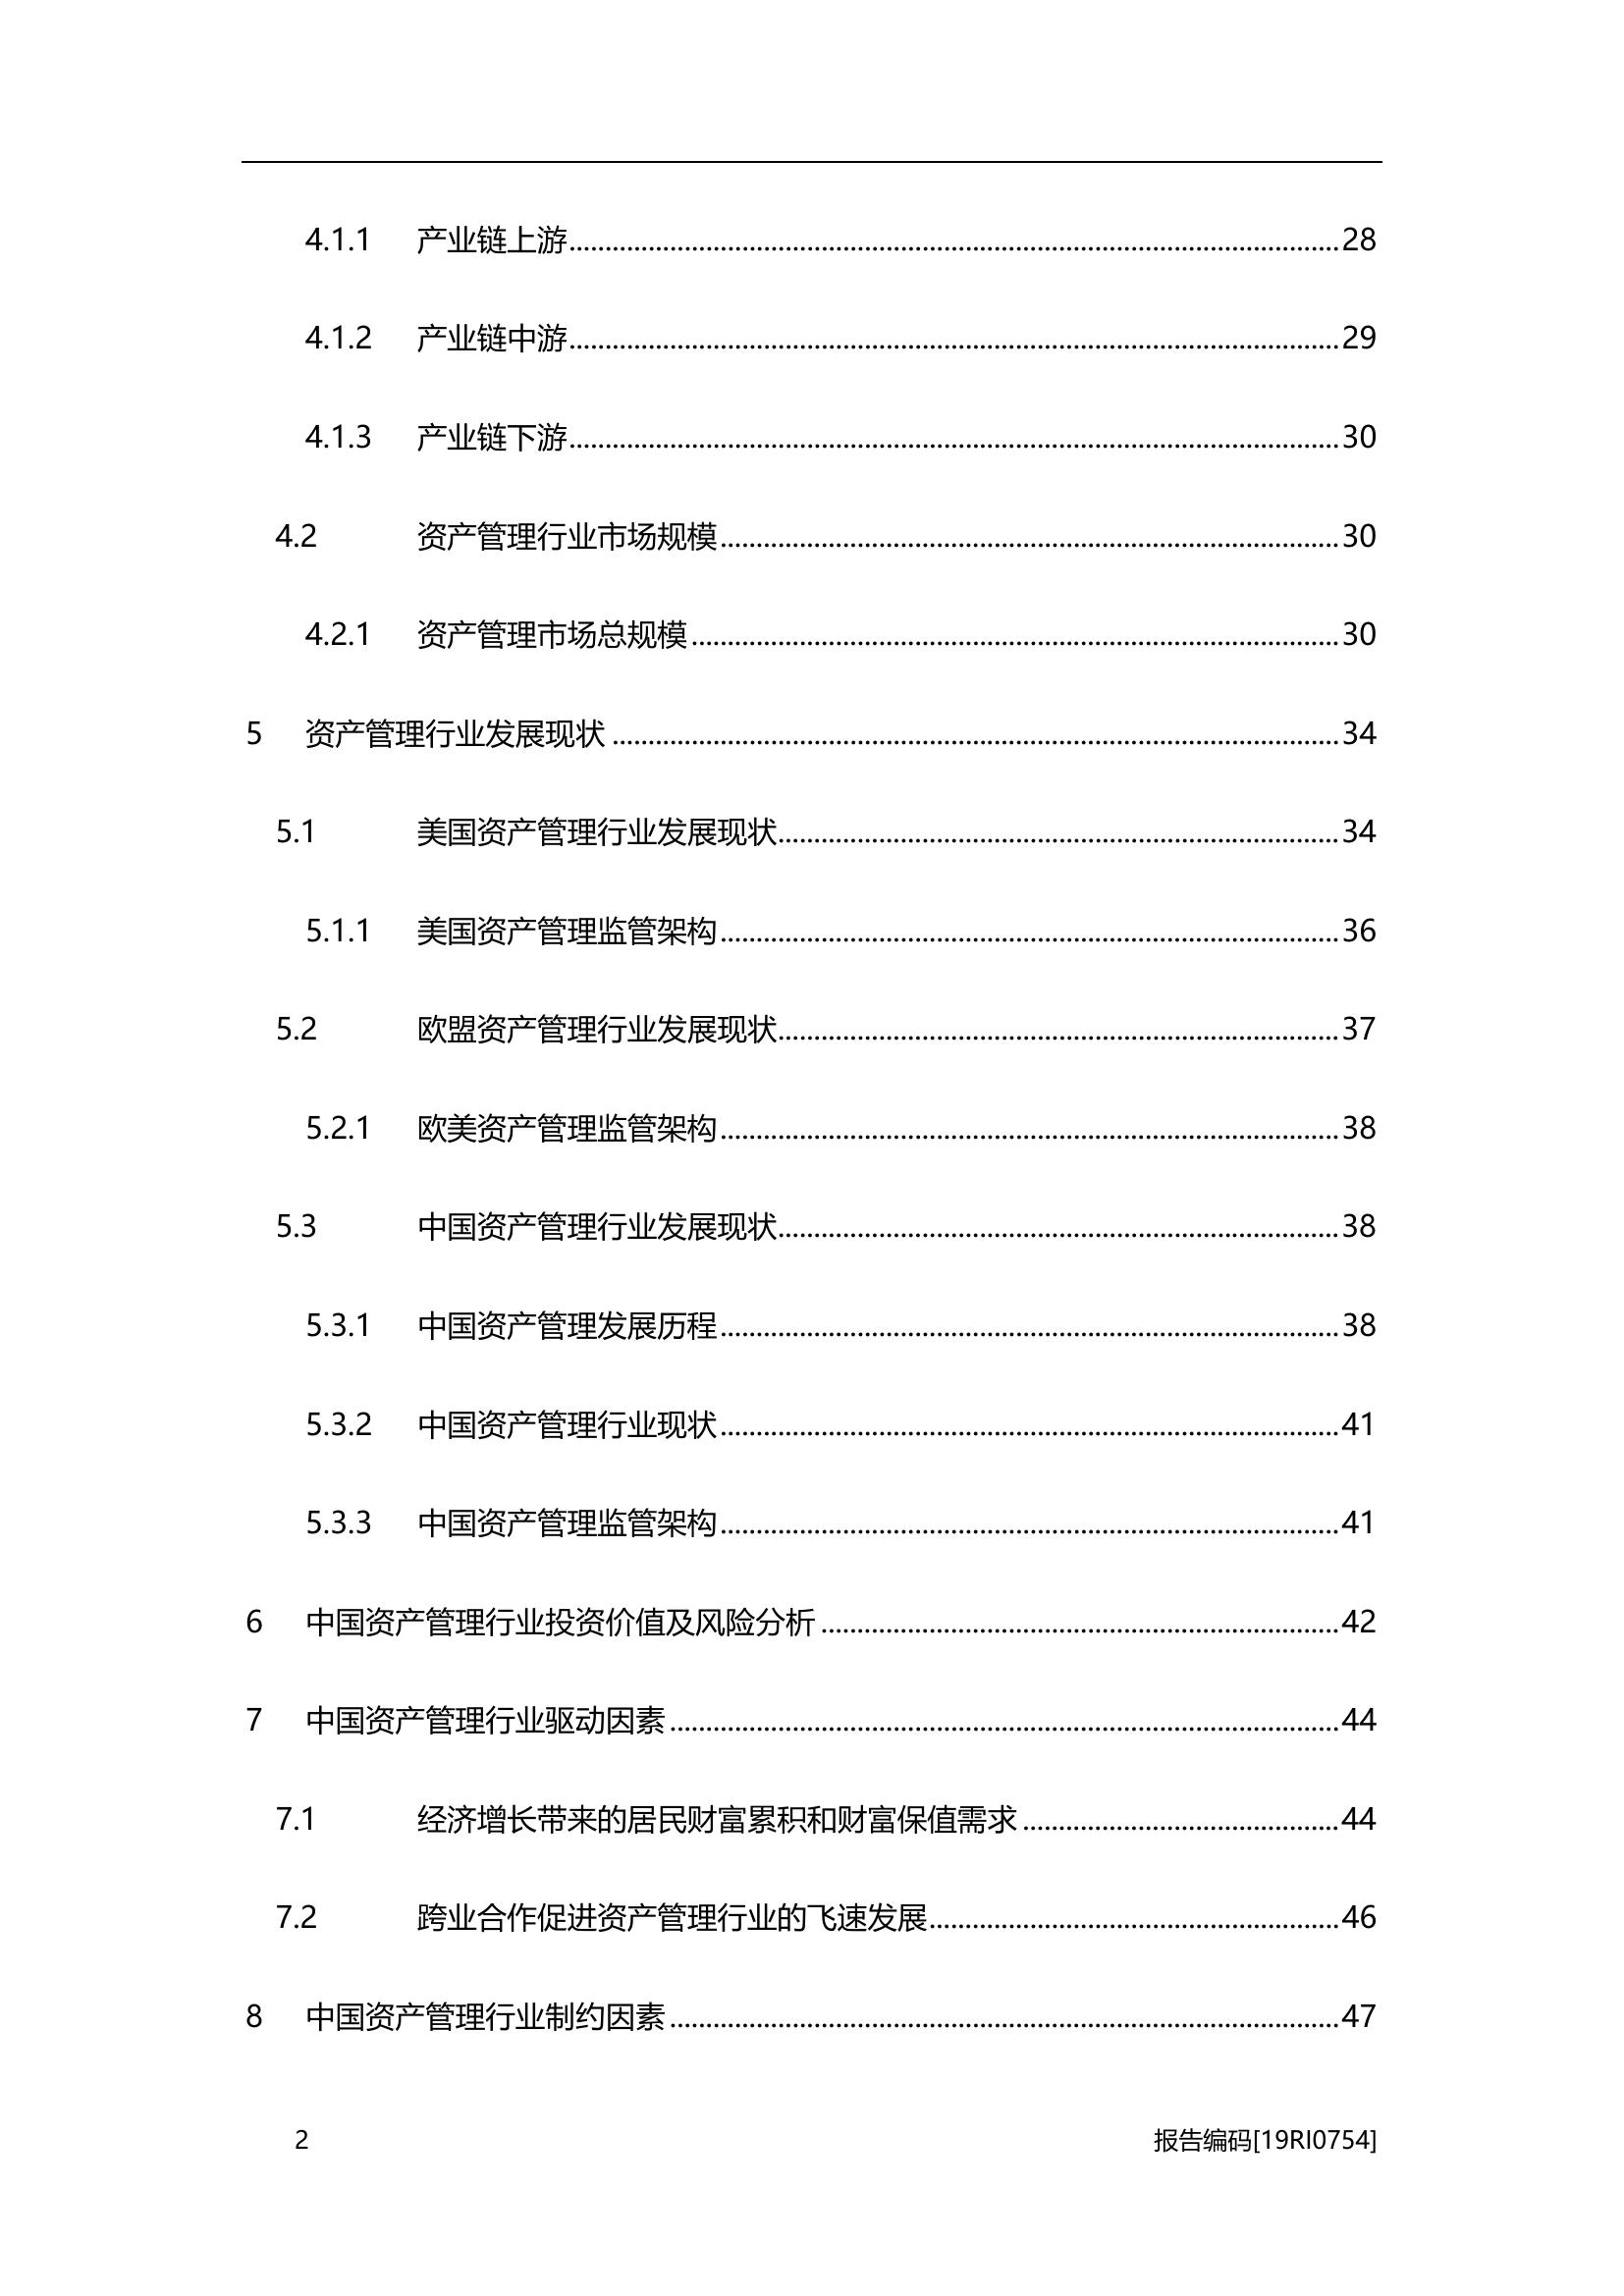 4.1.1 产业链上游........................................28
4.1.2 产业链中游........................................29
4.1.3 产业链下游........................................30
4.2 资产管理行业市场规模........................................30
4.2.1 资产管理市场总规模........................................30
5 资产管理行业发展现状........................................34
5.1 美国资产管理行业发展现状........................................34
5.1.1 美国资产管理监管架构........................................36
5.2 欧盟资产管理行业发展现状........................................37
5.2.1 欧美资产管理监管架构........................................38
5.3 中国资产管理行业发展现状........................................38
5.3.1 中国资产管理发展历程........................................38
5.3.2 中国资产管理行业现状........................................41
5.3.3 中国资产管理监管架构........................................41
6 中国资产管理行业投资价值及风险分析........................................42
7 中国资产管理行业驱动因素........................................44
7.1 经济增长带来的居民财富累积和财富保值需求........................................44
7.2 跨业合作促进资产管理行业的飞速发展........................................46
8 中国资产管理行业制约因素........................................47
2 报告编码[19RI0754]